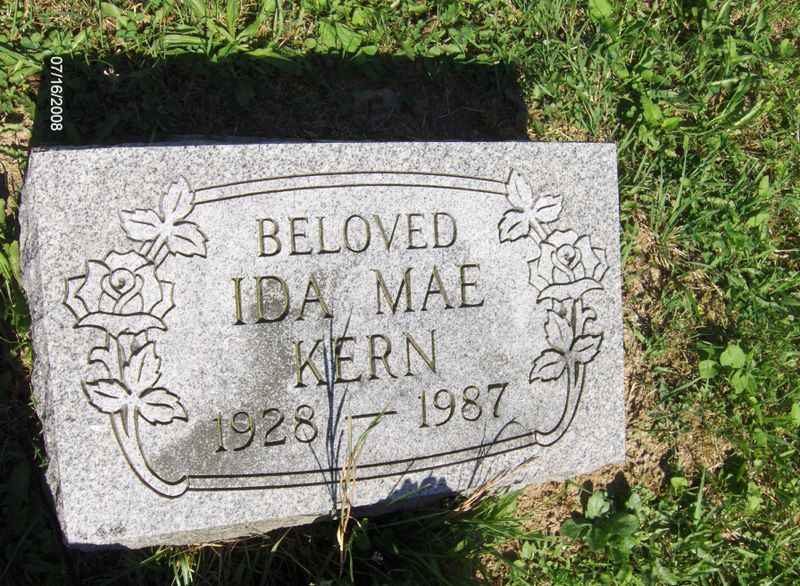 07/16/2008
BELOVED
IDA MAE
KERN
1928 — 1987